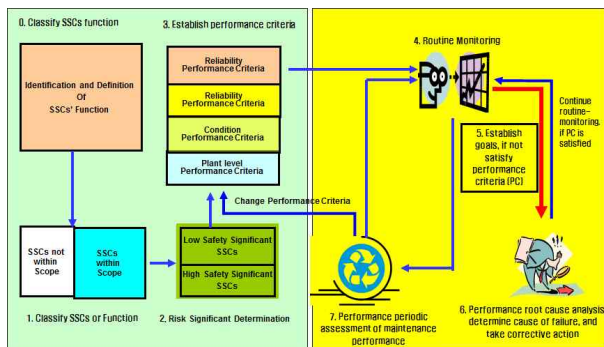 0. Classify SSCs function
Identification and Definition
Of
SSCs' Function
SSCs not
within
Scope
SSCs
within
Scope
1. Classify SSCs or Function
3. Establish performance criteria
Reliability
Performance Criteria
Reliability
Performance Criteria
Condition
Performance Criteria
Plant level
Performance Criteria
Change Performance Criteria
Low Safety Significant
SSCs
High Safety Significant
SSCs
2. Risk Significant Determination
4. Routine Monitoring
Continue
routine-
monitoring,
if PC is
satisfied
5. Establish
goals, if not
satisfy
performance
criteria (PC)
7. Performance periodic
assessment of maintenance
performance
6. Performance root cause analysis,
determine cause of failure, and
take corrective action